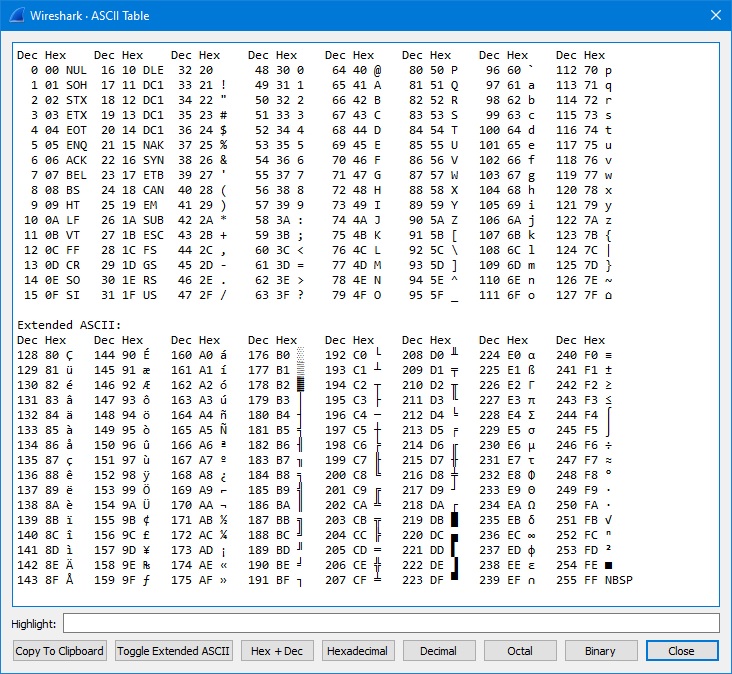 Wireshark · ASCII Table
Dec Hex Dec Hex Dec Hex Dec Hex Dec Hex Dec Hex Dec Hex Dec Hex
0 00 NUL 16 10 DLE 32 20 48 30 0 64 40 @ 80 50 P 96 60 ` 112 70 p
1 01 SOH 17 11 DC1 33 21 ! 49 31 1 65 41 A 81 51 Q 97 61 a 113 71 q
2 02 STX 18 12 DC1 34 22 " 50 32 2 66 42 B 82 52 R 98 62 b 114 72 r
3 03 ETX 19 13 DC1 35 23 # 51 33 3 67 43 C 83 53 S 99 63 c 115 73 s
4 04 EOT 20 14 DC1 36 24 $ 52 34 4 68 44 D 84 54 T 100 64 d 116 74 t
5 05 ENQ 21 15 NAK 37 25 % 53 35 5 69 45 E 85 55 U 101 65 e 117 75 u
6 06 ACK 22 16 SYN 38 26 & 54 36 6 70 46 F 86 56 V 102 66 f 118 76 v
7 07 BEL 23 17 ETB 39 27 ' 55 37 7 71 47 G 87 57 W 103 67 g 119 77 w
8 08 BS 24 18 CAN 40 28 ( 56 38 8 72 48 H 88 58 X 104 68 h 120 78 x
9 09 HT 25 19 EM 41 29 ) 57 39 9 73 49 I 89 59 Y 105 69 i 121 79 y
10 0A LF 26 1A SUB 42 2A * 58 3A : 74 4A J 90 5A Z 106 6A j 122 7A z
11 0B VT 27 1B ESC 43 2B + 59 3B ; 75 4B K 91 5B [ 107 6B k 123 7B {
12 0C FF 28 1C FS 44 2C , 60 3C < 76 4C L 92 5C \ 108 6C l 124 7C |
13 0D CR 29 1D GS 45 2D - 61 3D = 77 4D M 93 5D ] 109 6D m 125 7D }
14 0E SO 30 1E RS 46 2E . 62 3E > 78 4E N 94 5E ^ 110 6E n 126 7E ~
15 0F SI 31 1F US 47 2F / 63 3F ? 79 4F O 95 5F _ 111 6F o 127 7F ⌂
Extended ASCII:
Dec Hex Dec Hex Dec Hex Dec Hex Dec Hex Dec Hex Dec Hex Dec Hex
128 80 Ç 144 90 É 160 A0 á 176 B0 ░ 192 C0 └ 208 D0 ╨ 224 E0 α 240 F0 ≡
129 81 ü 145 91 æ 161 A1 í 177 B1 ▒ 193 C1 ┴ 209 D1 ╤ 225 E1 ß 241 F1 ±
130 82 é 146 92 Æ 162 A2 ó 178 B2 ▓ 194 C2 ┬ 210 D2 ╥ 226 E2 Γ 242 F2 ≥
131 83 â 147 93 ô 163 A3 ú 179 B3 │ 195 C3 ├ 211 D3 ╙ 227 E3 π 243 F3 ≤
132 84 ä 148 94 ö 164 A4 ñ 180 B4 ┤ 196 C4 ─ 212 D4 ╘ 228 E4 Σ 244 F4 ⌠
133 85 à 149 95 ò 165 A5 Ñ 181 B5 ╡ 197 C5 ┼ 213 D5 ╒ 229 E5 σ 245 F5 ⌡
134 86 å 150 96 û 166 A6 ª 182 B6 ╢ 198 C6 ╞ 214 D6 ╓ 230 E6 µ 246 F6 ÷
135 87 ç 151 97 ù 167 A7 º 183 B7 ╖ 199 C7 ╟ 215 D7 ╫ 231 E7 τ 247 F7 ≈
136 88 ê 152 98 ÿ 168 A8 ¿ 184 B8 ╕ 200 C8 ╚ 216 D8 ╪ 232 E8 Φ 248 F8 °
137 89 ë 153 99 Ö 169 A9 ⌐ 185 B9 ╣ 201 C9 ╔ 217 D9 ┘ 233 E9 Θ 249 F9 ·
138 8A è 154 9A Ü 170 AA ¬ 186 BA ║ 202 CA ╩ 218 DA ┌ 234 EA Ω 250 FA ·
139 8B ï 155 9B ¢ 171 AB ½ 187 BB ╗ 203 CB ╦ 219 DB █ 235 EB δ 251 FB √
140 8C î 156 9C £ 172 AC ¼ 188 BC ╝ 204 CC ╠ 220 DC ▄ 236 EC ∞ 252 FC ⁿ
141 8D ì 157 9D ¥ 173 AD ¡ 189 BD ╜ 205 CD ═ 221 DD ▌ 237 ED φ 253 FD ²
142 8E Ä 158 9E ₧ 174 AE « 190 BE ╛ 206 CE ╬ 222 DE ▐ 238 EE ε 254 FE ■
143 8F Å 159 9F ƒ 175 AF » 191 BF ┐ 207 CF ╧ 223 DF ▀ 239 EF ∩ 255 FF NBSP
Highlight:
Copy To Clipboard Toggle Extended ASCII Hex + Dec Hexadecimal Decimal Octal Binary Close